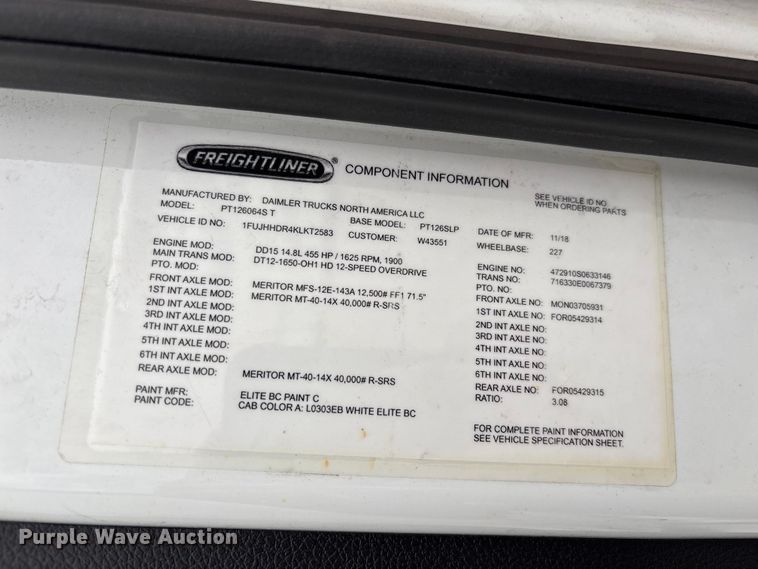 FREIGHTLINER® COMPONENT INFORMATION
SEE VEHICLE ID NO.
WHEN ORDERING PARTS
MANUFACTURED BY: DAIMLER TRUCKS NORTH AMERICA LLC
MODEL: PT126064S T BASE MODEL: PT126SLP DATE OF MFR: 11/18
VEHICLE ID NO: 1FUJHHDR4KLKT2583 CUSTOMER: W43551 WHEELBASE: 227
ENGINE MOD: DD15 14.8L 455 HP / 1625 RPM, 1900 ENGINE NO: 472910S0633146
MAIN TRANS MOD: DT12-1650-OH1 HD 12-SPEED OVERDRIVE TRANS NO: 716330E0067379
PTO. MOD: PTO. NO:
FRONT AXLE MOD: MERITOR MFS-12E-143A 12,500# FF1 71.5" FRONT AXLE NO: MON03705931
1ST INT AXLE MOD: MERITOR MT-40-14X 40,000# R-SRS 1ST INT AXLE NO: FOR05429314
2ND INT AXLE MOD: 2ND INT AXLE NO:
3RD INT AXLE MOD: 3RD INT AXLE NO:
4TH INT AXLE MOD: 4TH INT AXLE NO:
5TH INT AXLE MOD: 5TH INT AXLE NO:
6TH INT AXLE MOD: 6TH INT AXLE NO:
REAR AXLE MOD: MERITOR MT-40-14X 40,000# R-SRS REAR AXLE NO: FOR05429315
RATIO: 3.08
PAINT MFR: ELITE BC PAINT C
PAINT CODE: CAB COLOR A: L0303EB WHITE ELITE BC
FOR COMPLETE PAINT INFORMATION
SEE VEHICLE SPECIFICATION SHEET.
Purple Wave Auction®